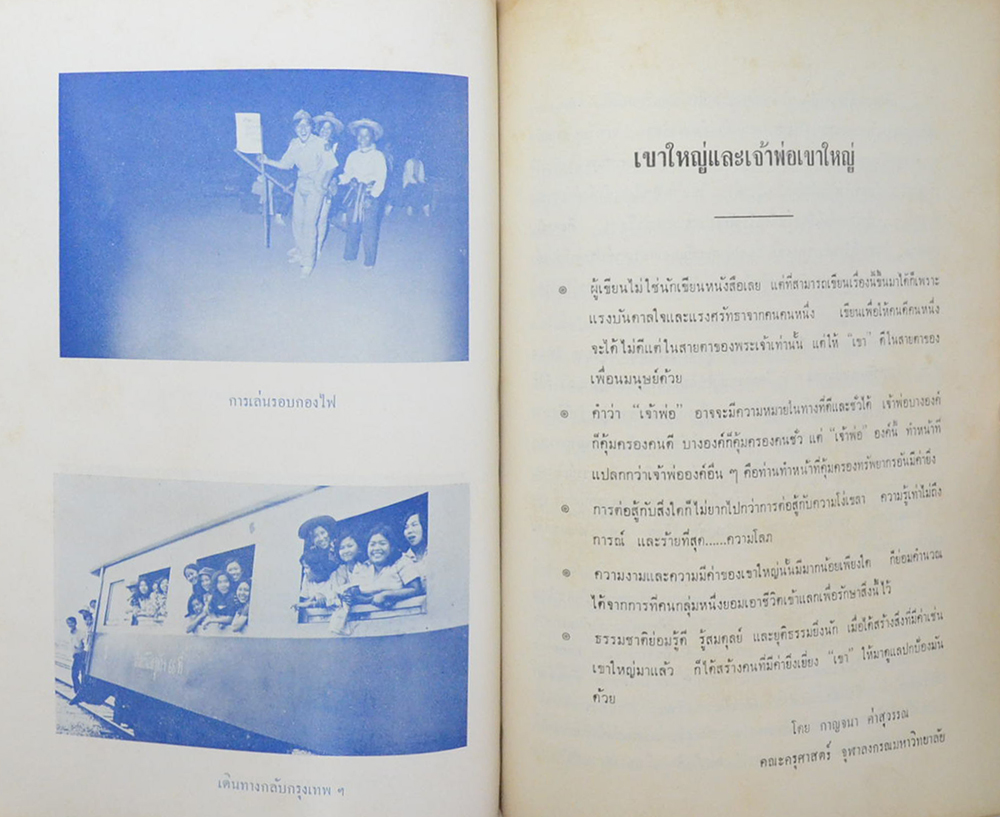 การเล่นรอบกองไฟ
เดินทางกลับกรุงเทพ ฯ
เขาใหญ่และเจ้าพ่อเขาใหญ่
๏ ผู้เขียนไม่ใช่นักเขียนหนังสือเลย แต่ที่สามารถเขียนเรื่องนี้ขึ้นมาได้ก็เพราะ
แรงบันดาลใจและแรงศรัทธาจากคนคนหนึ่ง เขียนเพื่อให้คนดีคนหนึ่ง
จะได้ไม่ดีแต่ในสายตาของพระเจ้าเท่านั้น แต่ให้ “เขา” ดีในสายตาของ
เพื่อนมนุษย์ด้วย
๏ คำว่า “เจ้าพ่อ” อาจจะมีความหมายในทางที่ดีและชั่วได้ เจ้าพ่อบางองค์
ก็คุ้มครองคนดี บางองค์ก็คุ้มครองคนชั่ว แต่ “เจ้าพ่อ” องค์นี้ ทำหน้าที่
แปลกกว่าเจ้าพ่อองค์อื่น ๆ คือท่านทำหน้าที่คุ้มครองทรัพยากรอันมีค่ายิ่ง
๏ การต่อสู้กับสิ่งใดก็ไม่ยากไปกว่าการต่อสู้กับความโง่เขลา ความรู้เท่าไม่ถึง
การณ์ และร้ายที่สุด......ความโลภ
๏ ความงามและความมีค่าของเขาใหญ่นั้นมีมากน้อยเพียงใด ก็ย่อมคำนวณ
ได้จากการที่คนกลุ่มหนึ่งยอมเอาชีวิตเข้าแลกเพื่อรักษาสิ่งนี้ไว้
๏ ธรรมชาติย่อมรู้ดี รู้สมดุลย์ และยุติธรรมยิ่งนัก เมื่อได้สร้างสิ่งที่มีค่าเช่น
เขาใหญ่มาแล้ว ก็ได้สร้างคนที่มีค่ายิ่งเยี่ยง “เขา” ให้มาดูแลปกป้องมัน
ด้วย
โดย กาญจนา ค่าสุวรรณ
คณะครุศาสตร์ จุฬาลงกรณมหาวิทยาลัย